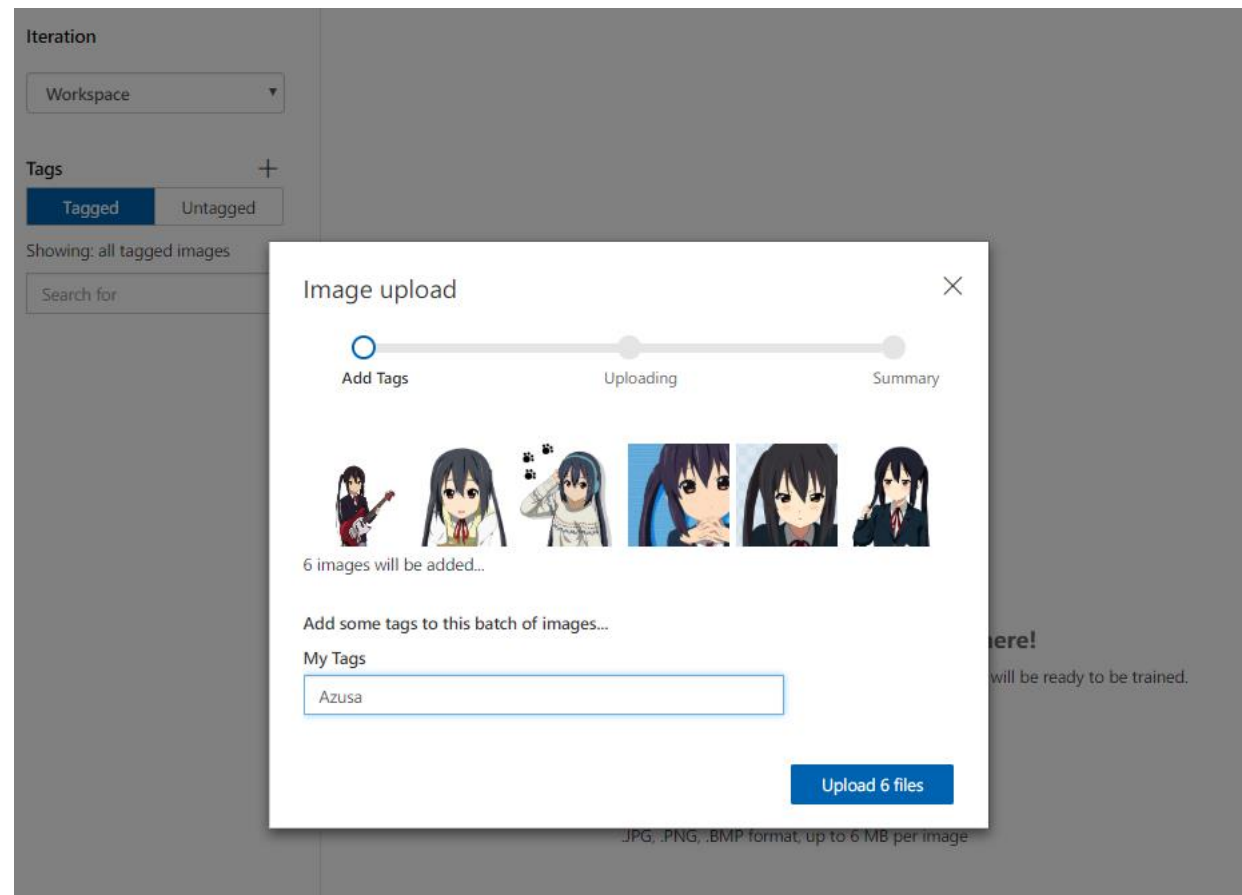 Iteration
Workspace
Tags
Tagged Untagged
Showing: all tagged images
Search for
Image upload
Add Tags Uploading Summary
6 images will be added...
Add some tags to this batch of images...
My Tags
Azusa
will be ready to be trained.
Upload 6 files
.JPG, .PNG, .BMP format, up to 6 MB per image